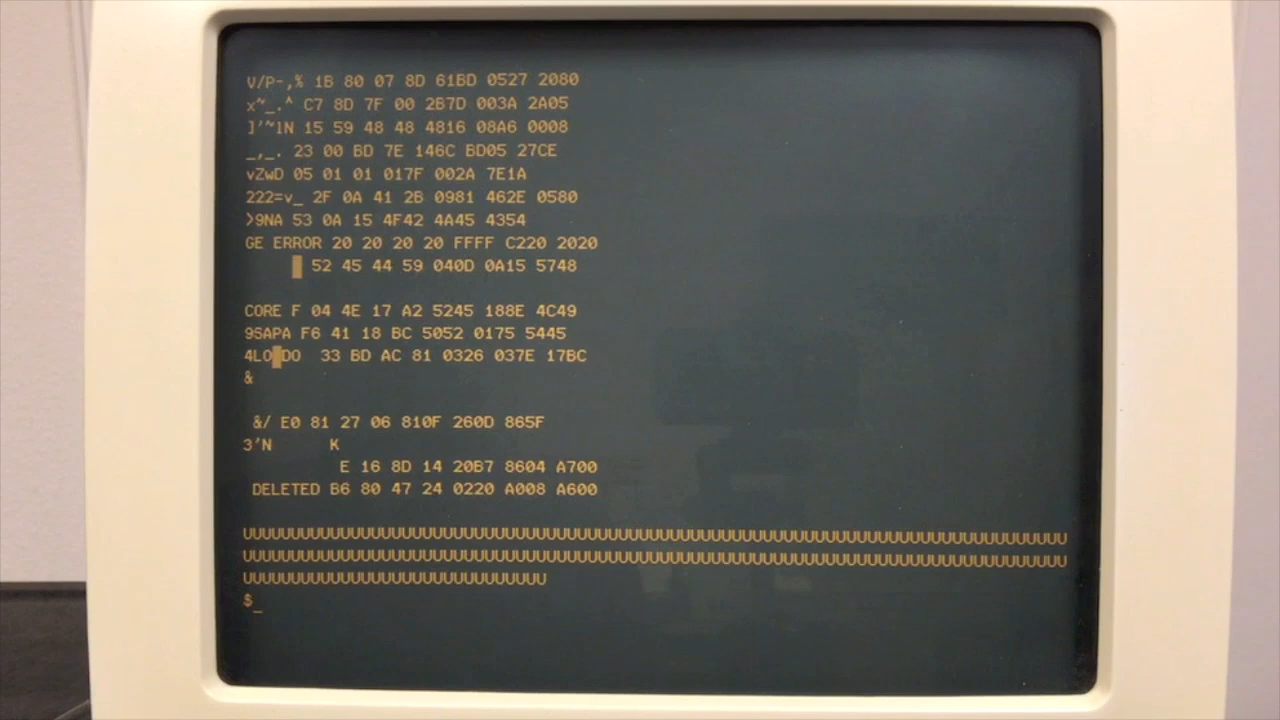 V/P-,% 1B 80 07 8D 61BD 0527 2080
x~_.^ C7 8D 7F 00 2B7D 003A 2A05
]'~1N 15 59 48 48 4816 08A6 0008
_,_. 23 00 BD 7E 146C BD05 27CE
vZwD 05 01 01 017F 002A 7E1A
222=v_ 2F 0A 41 2B 0981 462E 0580
>9NA 53 0A 15 4F42 4A45 4354
GE ERROR 20 20 20 20 FFFF C220 2020
52 45 44 59 040D 0A15 5748
CORE F 04 4E 17 A2 5245 188E 4C49
9SAPA F6 41 18 BC 5052 0175 5445
4LO DO 33 BD AC 81 0326 037E 17BC
&
&/ E0 81 27 06 810F 260D 865F
3'N K
E 16 8D 14 20B7 8604 A700
DELETED B6 80 47 24 0220 A008 A600
UUUUUUUUUUUUUUUUUUUUUUUUUUUUUUUUUUUUUUUUUUUUUUUUUUUUUUUUUUUUUUUUUUUUUUUUUUUUUUUU
UUUUUUUUUUUUUUUUUUUUUUUUUUUUUUUUUUUUUUUUUUUUUUUUUUUUUUUUUUUUUUUUUUUUUUUUUUUUUUUU
UUUUUUUUUUUUUUUUUUUUUUUUUUUUU
$_